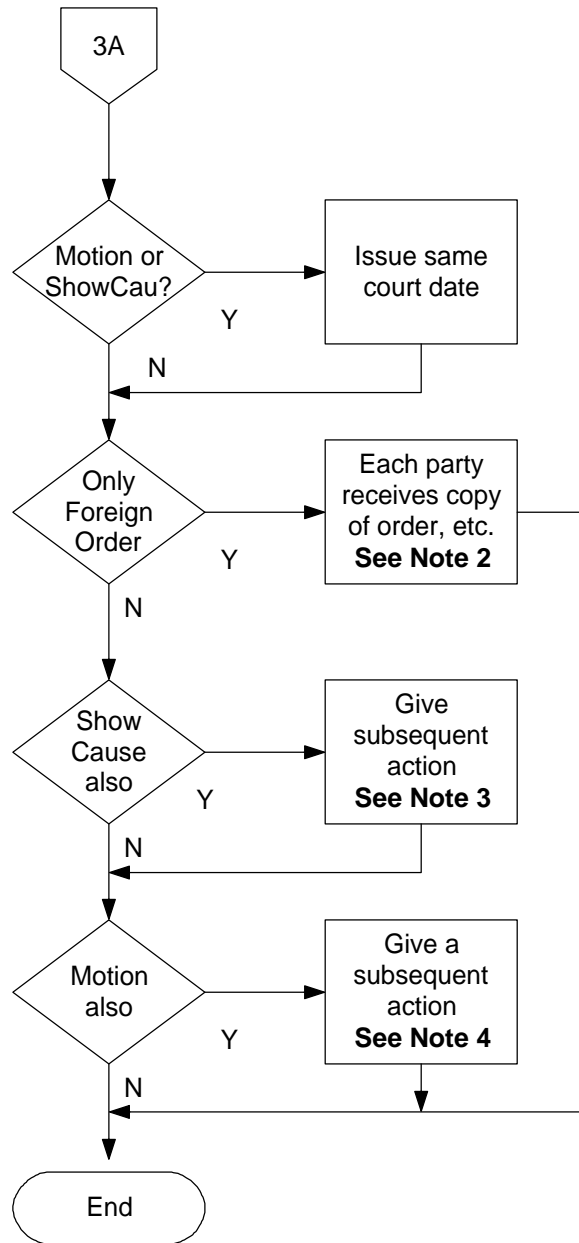 3A
Motion or
ShowCau?
Y
N
Issue same
court date
Only
Foreign
Order
Y
N
Each party
receives copy
of order, etc.
See Note 2
Show
Cause
also
Y
N
Give
subsequent
action
See Note 3
Motion
also
Y
N
Give a
subsequent
action
See Note 4
End